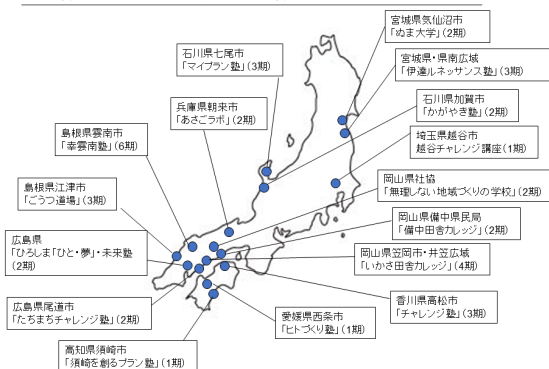 宮城県気仙沼市
「ぬま大学」(2期)
石川県七尾市
「マイプラン塾」(3期)
宮城県・県南広域
「伊達ルネッサンス塾」(3期)
兵庫県朝来市
「あさごラボ」(2期)
石川県加賀市
「かがやき塾」(2期)
島根県雲南市
「幸雲南塾」(6期)
埼玉県越谷市
越谷チャレンジ講座(1期)
島根県江津市
「ごうつ道場」(3期)
岡山県社協
「無理しない地域づくりの学校」(2期)
岡山県備中県民局
「備中田舎カレッジ」(2期)
広島県
「ひろしま「ひと・夢」・未来塾
(2期)
岡山県笠岡市・井笠広域
「いかさ田舎カレッジ」(4期)
広島県尾道市
「たちまちチャレンジ塾」(2期)
香川県高松市
「チャレンジ塾」(3期)
愛媛県西条市
「ヒトづくり塾」(1期)
高知県須崎市
「須崎を創るプラン塾」(1期)